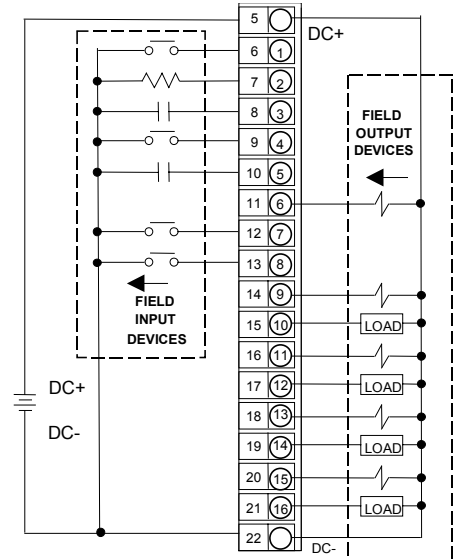 5
DC+
6 1
7 2
8 3
9 4
10 5
11 6
12 7
13 8
14 9
15 10 LOAD
16 11
17 12 LOAD
18 13
19 14 LOAD
20 15
21 16 LOAD
22
DC-
FIELD
INPUT
DEVICES
FIELD
OUTPUT
DEVICES
DC+
DC-